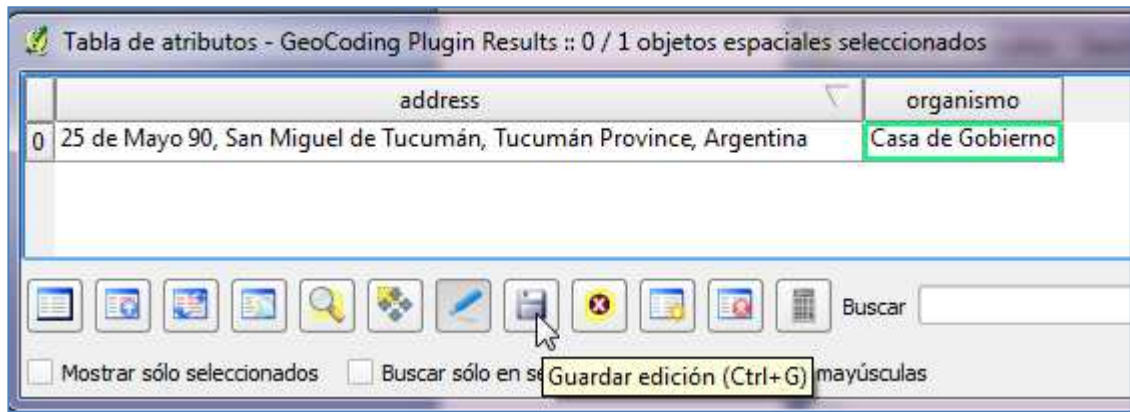 Tabla de atributos - GeoCoding Plugin Results :: 0 / 1 objetos espaciales seleccionados
address organismo
0 25 de Mayo 90, San Miguel de Tucumán, Tucumán Province, Argentina Casa de Gobierno
Buscar
Mostrar sólo seleccionados Buscar sólo en Guardar edición (Ctrl+G) mayúsculas